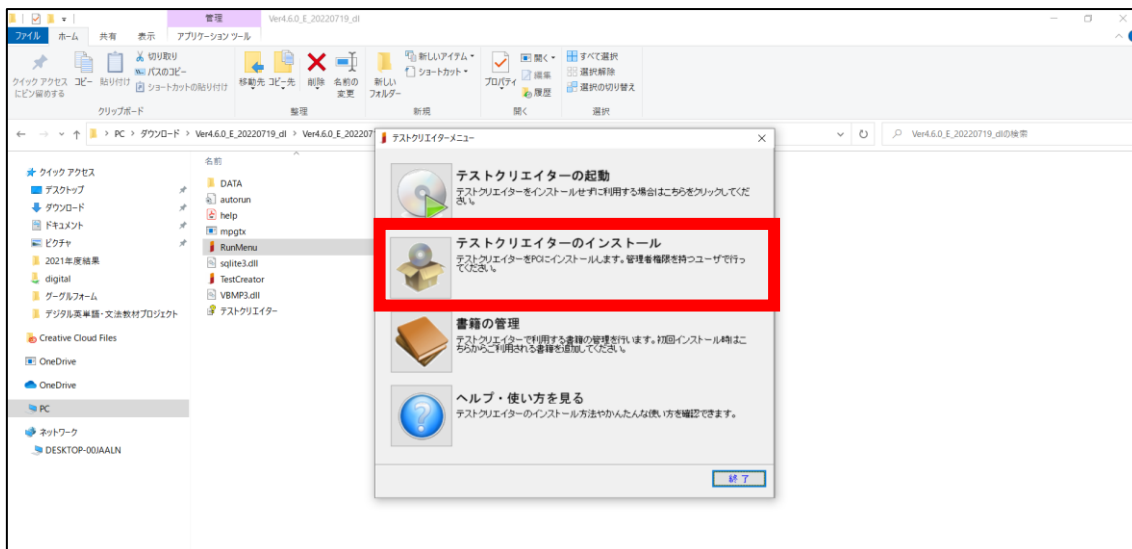 管理
Ver4.6.0_E_20220719_dl
ファイル ホーム 共有 表示 アプリケーション ツール
クイック アクセス
にピン留めする
コピー
貼り付け
切り取り
パスのコピー
ショートカットの貼り付け
クリップボード
移動先
コピー先
削除
名前の
変更
整理
新しい
フォルダー
新しいアイテム
ショートカット
新規
プロパティ
開く
編集
履歴
開く
すべて選択
選択解除
選択の切り替え
選択
PC > ダウンロード > Ver4.6.0_E_20220719_dl > Ver4.6.0_E_20220
Ver4.6.0_E_20220719_dlの検索
クイック アクセス
デスクトップ
ダウンロード
ドキュメント
ピクチャ
2021年度結果
digital
グーグルフォーム
デジタル英単語・文法教材プロジェクト
Creative Cloud Files
OneDrive
OneDrive
PC
ネットワーク
DESKTOP-00JAALN
名前
DATA
autorun
help
mpgtx
RunMenu
sqlite3.dll
TestCreator
VBMP3.dll
テストクリエイター
テストクリエイターメニュー
テストクリエイターの起動
テストクリエイターをインストールせずに利用する場合はこちらをクリックしてくだ
さい。
テストクリエイターのインストール
テストクリエイターをPCにインストールします。管理者権限を持つユーザで行っ
てください。
書籍の管理
テストクリエイターで利用する書籍の管理を行います。初回インストール時はこ
ちらからご利用される書籍を追加してください。
ヘルプ・使い方を見る
テストクリエイターのインストール方法やかんたんな使い方を確認できます。
終了